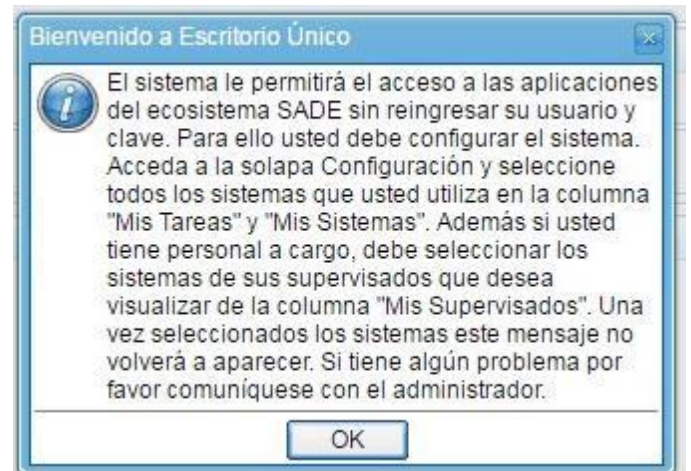 Bienvenido a Escritorio Único
El sistema le permitirá el acceso a las aplicaciones
del ecosistema SADE sin reingresar su usuario y
clave. Para ello usted debe configurar el sistema.
Acceda a la solapa Configuración y seleccione
todos los sistemas que usted utiliza en la columna
"Mis Tareas" y "Mis Sistemas". Además si usted
tiene personal a cargo, debe seleccionar los
sistemas de sus supervisados que desea
visualizar de la columna "Mis Supervisados". Una
vez seleccionados los sistemas este mensaje no
volverá a aparecer. Si tiene algún problema por
favor comuníquese con el administrador.
OK